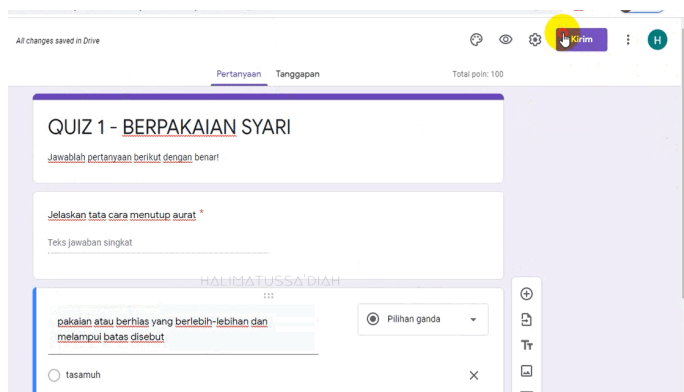 All changes saved in Drive
Kirim
H
Pertanyaan Tanggapan Total poin: 100
QUIZ 1 - BERPAKAIAN SYARI
Jawablah pertanyaan berikut dengan benar!
Jelaskan tata cara menutup aurat *
Teks jawaban singkat
HALIMATUSSA'DIAH
pakaian atau berhias yang berlebih-lebihan dan
melampui batas disebut
Pilihan ganda
Tт
tasamuh